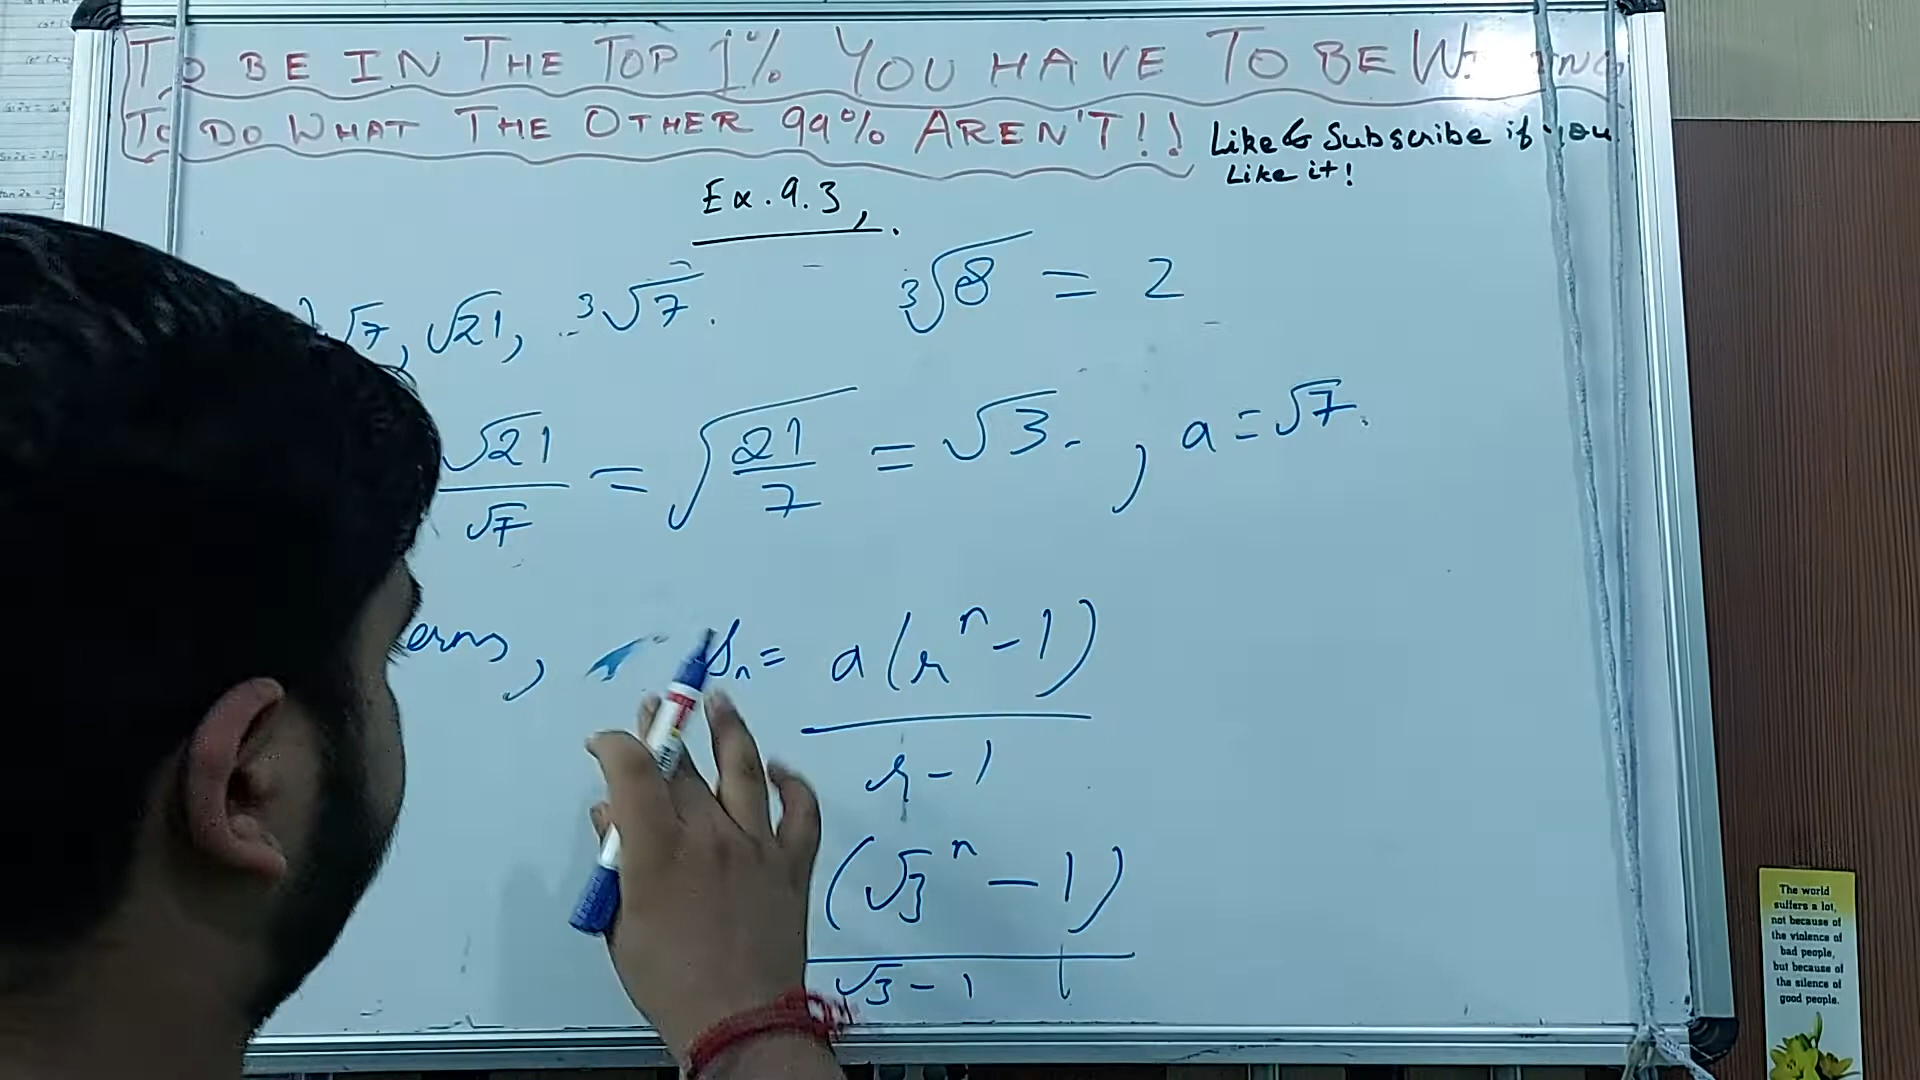 TO BE IN THE TOP 1% YOU HAVE TO BE W
TO DO WHAT THE OTHER 99% AREN'T!!
Like & Subscribe if you
Like it!
Ex. 9.3,
√7, √21, 3√7.
³√8 = 2
√21/√7 = √(21/7) = √3 , a = √7.
erms, Sₙ = a(rⁿ-1)
r-1
(√3ⁿ - 1)
√3-1
The world
suffers a lot,
not because of
the violence of
bad people,
but because of
the silence of
good people.